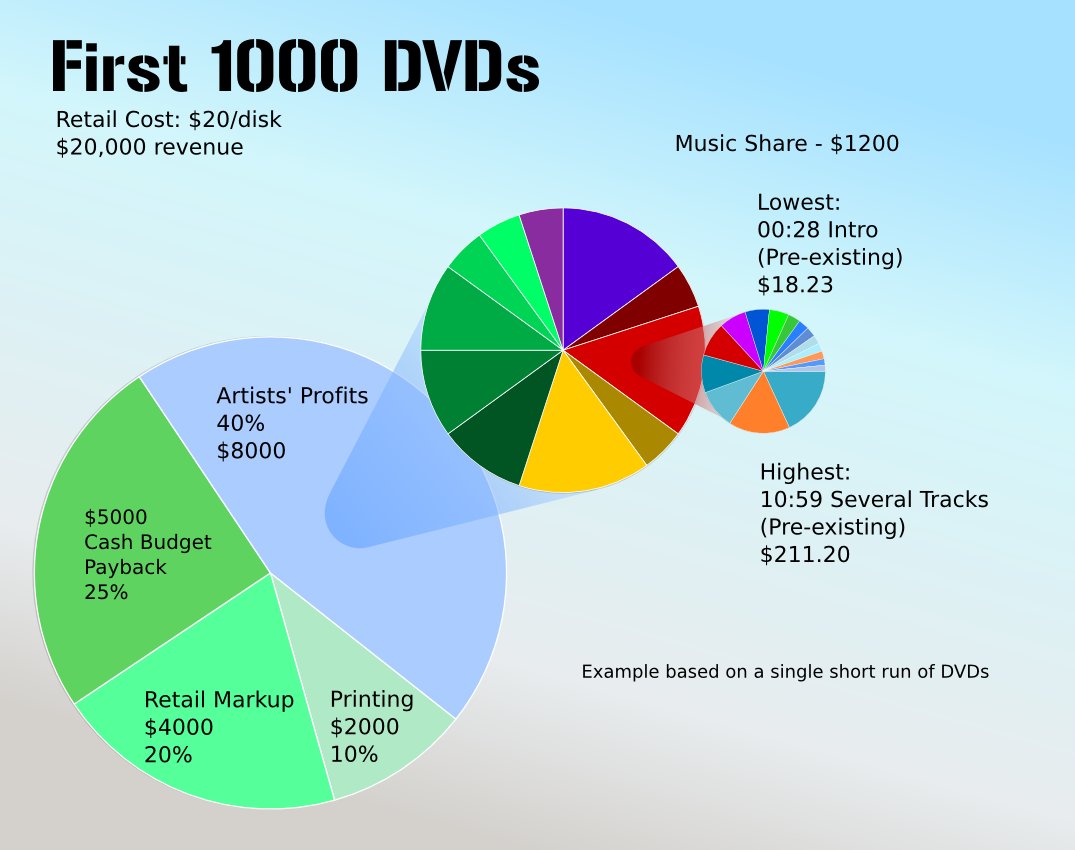 First 1000 DVDs
Retail Cost: $20/disk
$20,000 revenue
Music Share - $1200
Lowest:
00:28 Intro
(Pre-existing)
$18.23
Artists' Profits
40%
$8000
$5000
Cash Budget
Payback
25%
Highest:
10:59 Several Tracks
(Pre-existing)
$211.20
Retail Markup
$4000
20%
Printing
$2000
10%
Example based on a single short run of DVDs